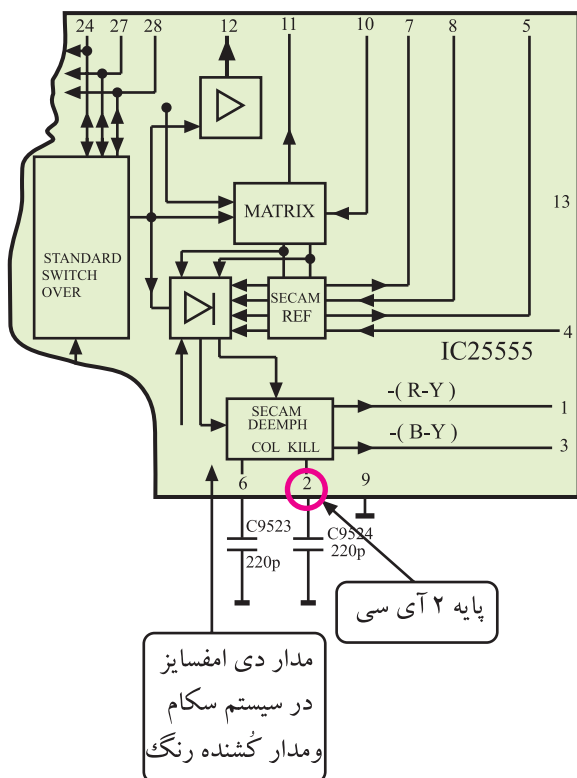 24 27 28 12 11 10 7 8 5
MATRIX
13
STANDARD
SWITCH
OVER
SECAM
REF
4
IC25555
SECAM
DEEMPH
COL KILL
-( R-Y )
1
-( B-Y )
3
6 2 9
C9523
220p
C9524
220p
پایه ۲ آی سی
مدار دی امفسایز
در سیستم سکام
ومدار کُشنده رنگ